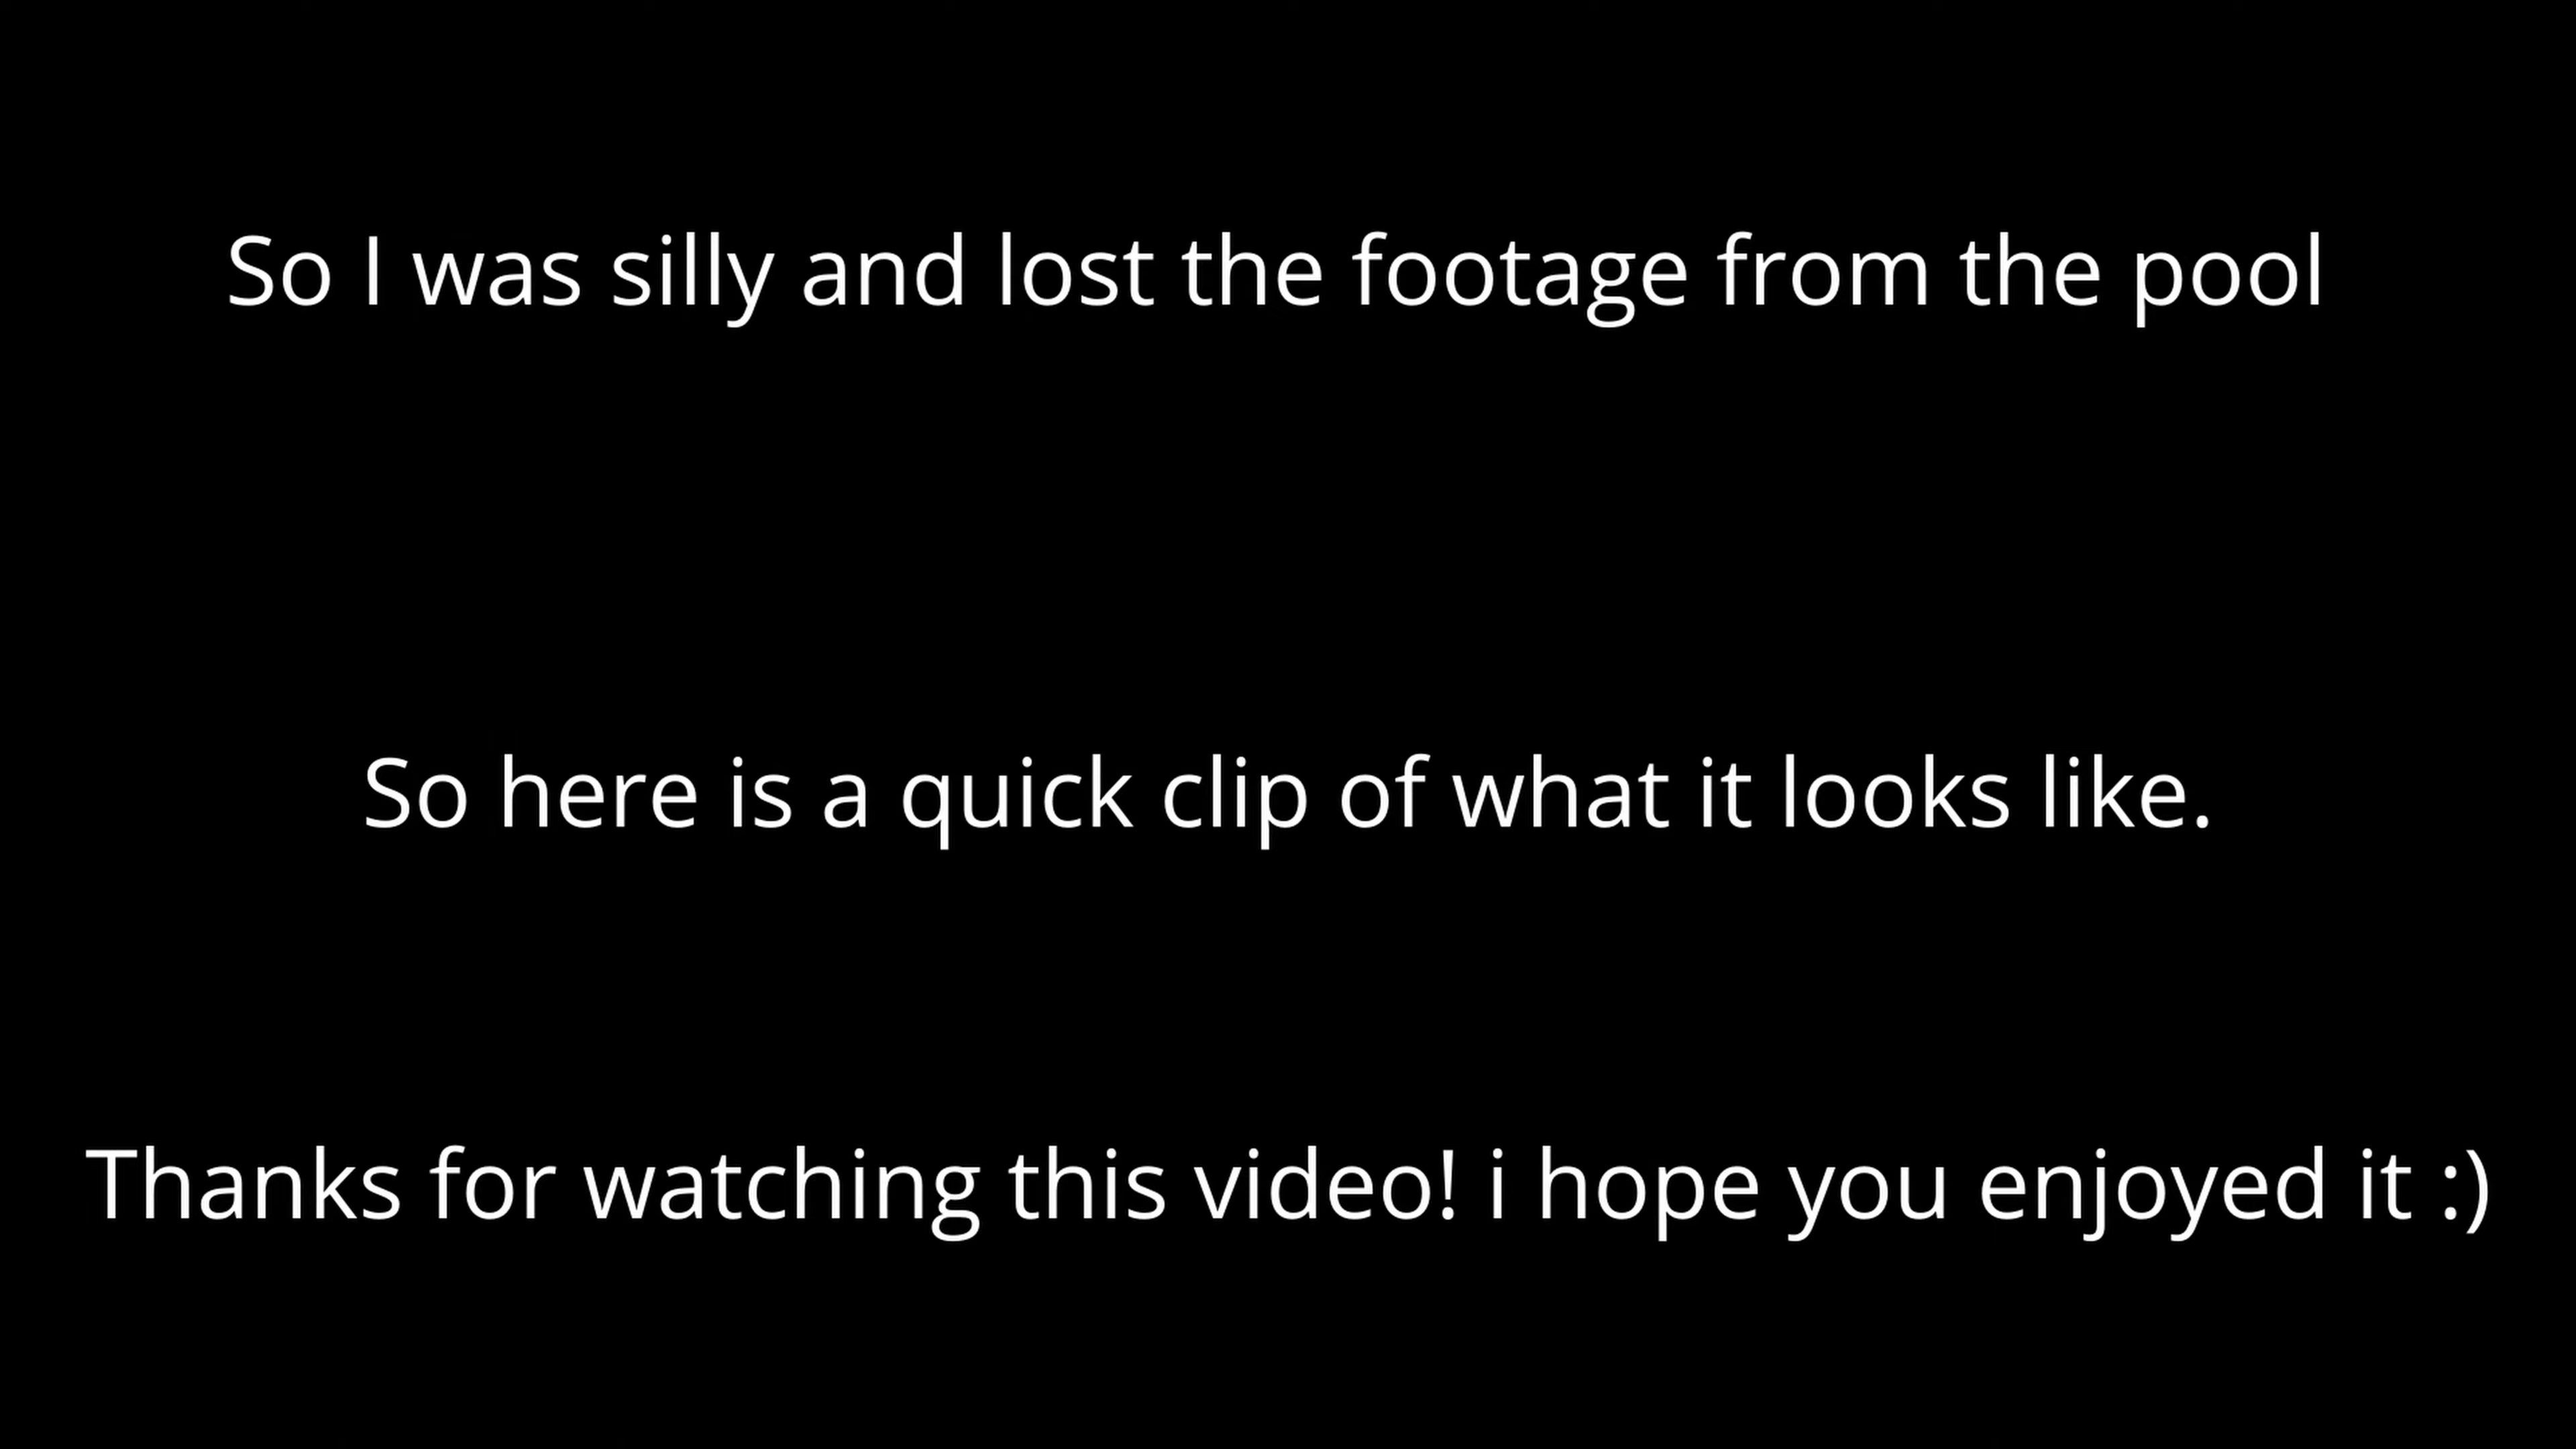 So I was silly and lost the footage from the pool
So here is a quick clip of what it looks like.
Thanks for watching this video! i hope you enjoyed it :)